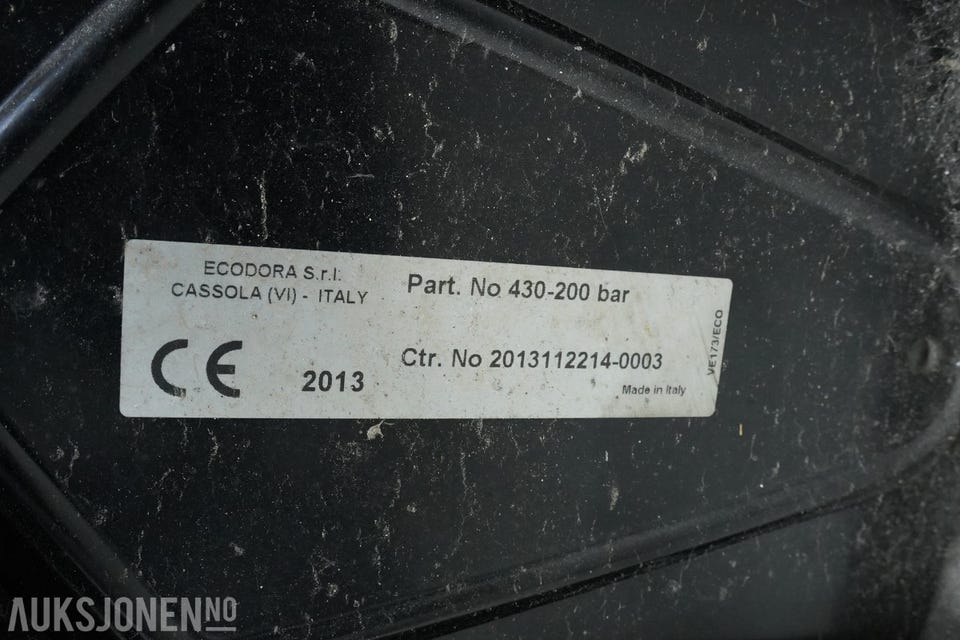 ECODORA S.r.l.
CASSOLA (VI) - ITALY
Part. No 430-200 bar
Ctr. No 2013112214-0003
CE
2013
Made in Italy
VE173/ECO
AUKSJONEN.NO